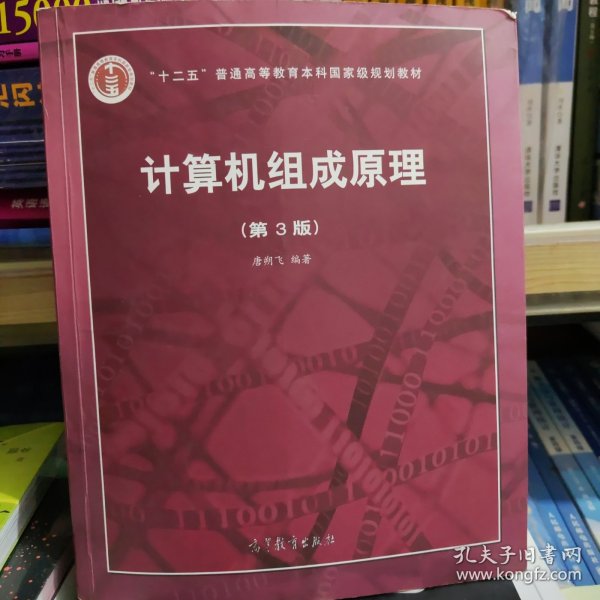 15000
"十二五"普通高等教育本科国家级规划教材
计算机组成原理
(第3版)
唐朔飞 编著
高等教育出版社
孔夫子旧书网
www.kongfz.com